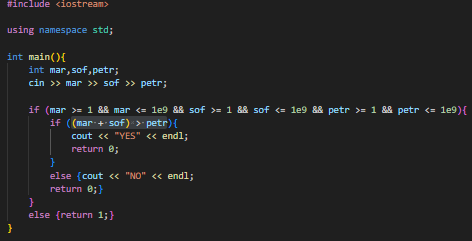 #include <iostream>
using namespace std;
int main(){
int mar,sof,petr;
cin >> mar >> sof >> petr;
if (mar >= 1 && mar <= 1e9 && sof >= 1 && sof <= 1e9 && petr >= 1 && petr <= 1e9){
if ((mar + sof) > petr){
cout << "YES" << endl;
return 0;
}
else {cout << "NO" << endl;
return 0;}
}
else {return 1;}
}